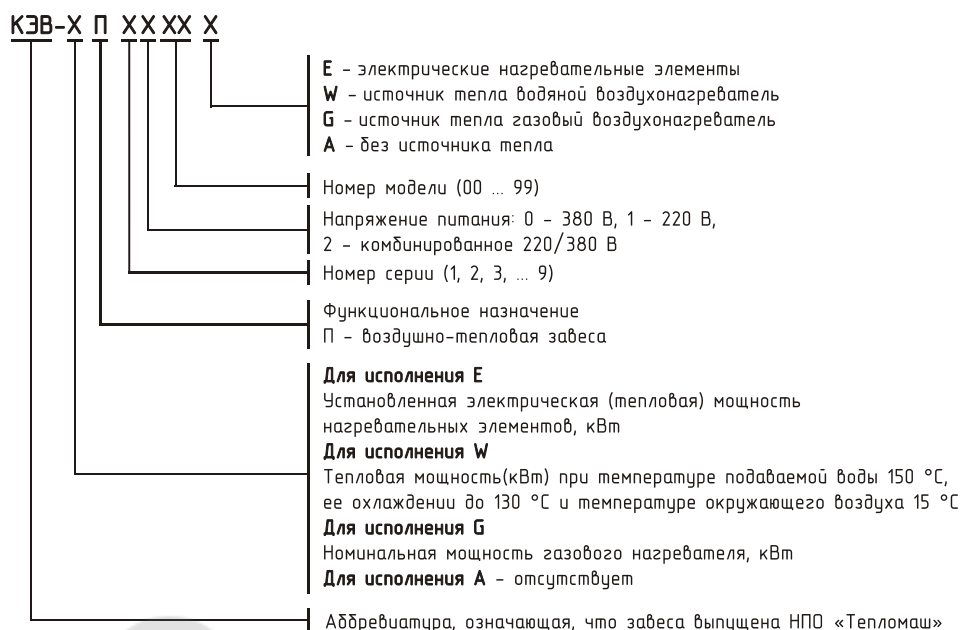 КЭВ-Х П ХХХХ Х
Е - электрические нагревательные элементы
W - источник тепла водяной воздухонагреватель
G - источник тепла газовый воздухонагреватель
А - без источника тепла
Номер модели (00 ... 99)
Напряжение питания: 0 - 380 В, 1 - 220 В,
2 - комбинированное 220/380 В
Номер серии (1, 2, 3, ... 9)
Функциональное назначение
П - воздушно-тепловая завеса
Для исполнения Е
Установленная электрическая (тепловая) мощность
нагревательных элементов, кВт
Для исполнения W
Тепловая мощность(кВт) при температуре подаваемой воды 150 °С,
ее охлаждении до 130 °С и температуре окружающего воздуха 15 °С
Для исполнения G
Номинальная мощность газового нагревателя, кВт
Для исполнения А - отсутствует
Аббревиатура, означающая, что завеса выпущена НПО «Тепломаш»